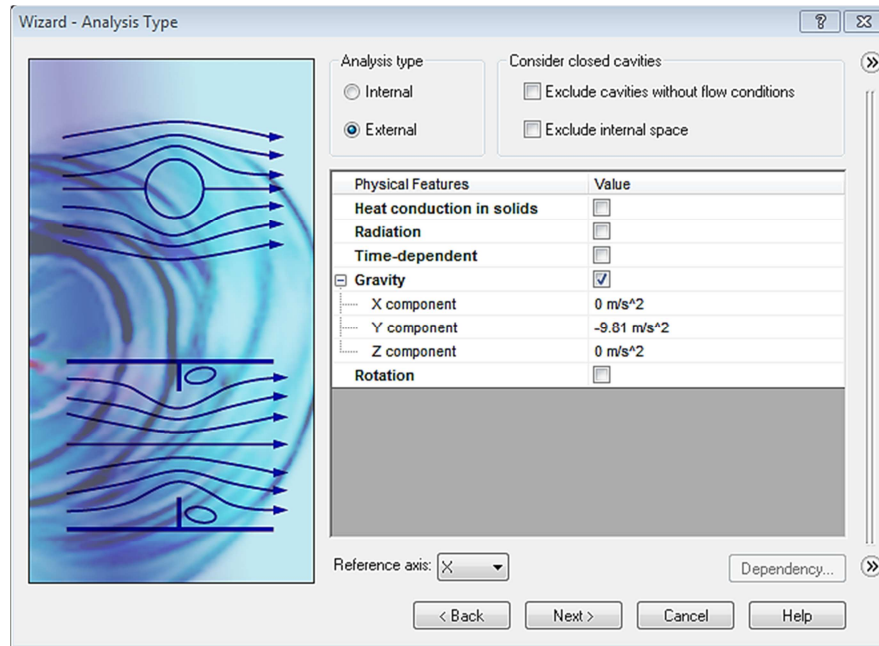 Wizard - Analysis Type
Analysis type
Internal
External
Consider closed cavities
Exclude cavities without flow conditions
Exclude internal space
Physical Features Value
Heat conduction in solids
Radiation
Time-dependent
Gravity
X component 0 m/s^2
Y component -9.81 m/s^2
Z component 0 m/s^2
Rotation
Reference axis: X
Dependency...
< Back Next > Cancel Help